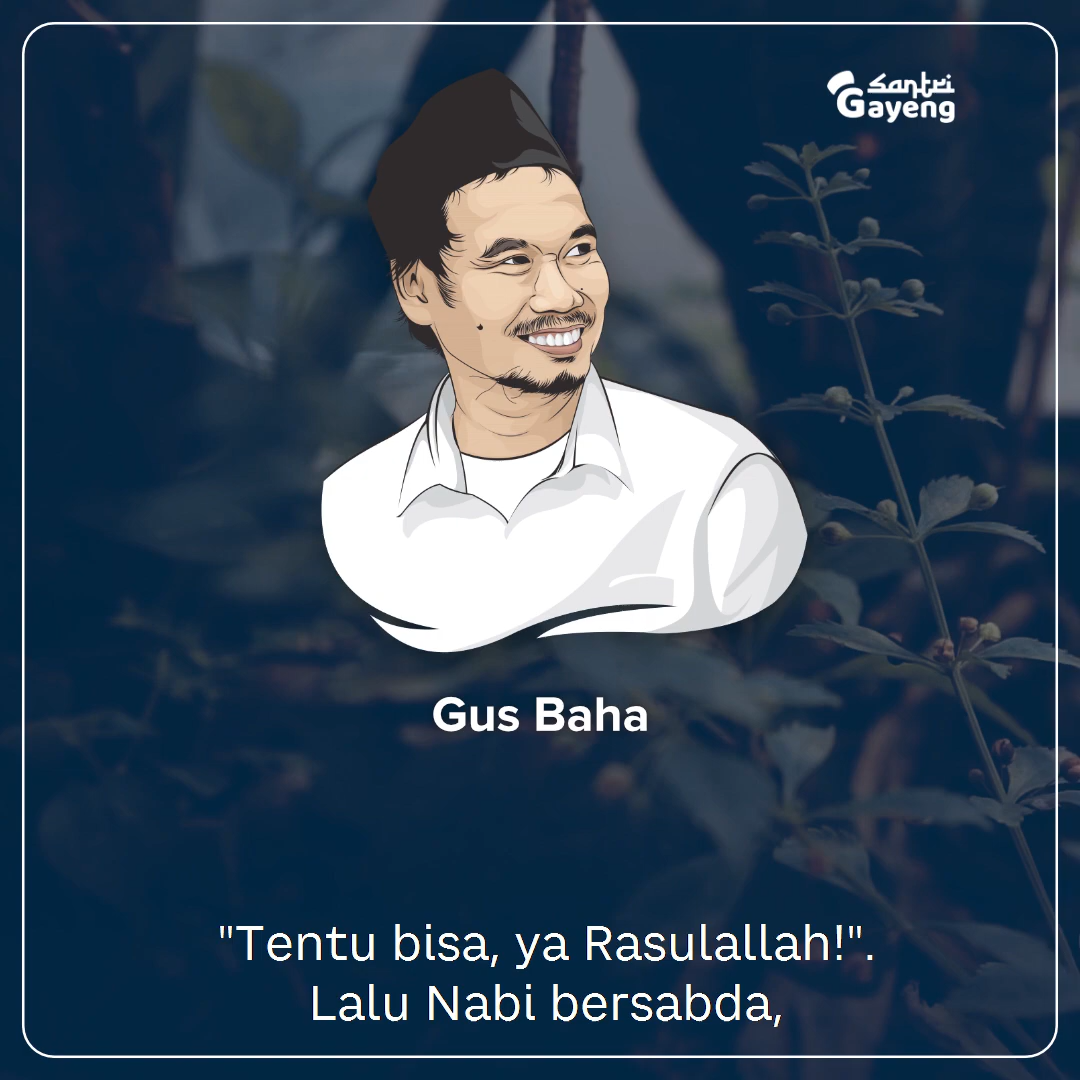 Santri
Gayeng
Gus Baha
"Tentu bisa, ya Rasulallah!".
Lalu Nabi bersabda,